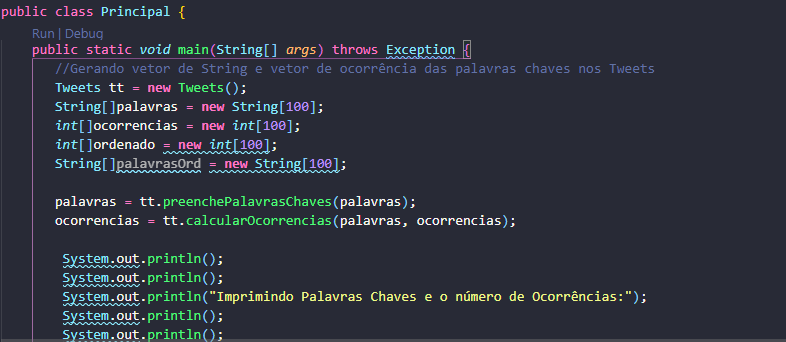 public class Principal {
Run | Debug
public static void main(String[] args) throws Exception {
//Gerando vetor de String e vetor de ocorrência das palavras chaves nos Tweets
Tweets tt = new Tweets();
String[]palavras = new String[100];
int[]ocorrencias = new int[100];
int[]ordenado = new int[100];
String[]palavrasOrd = new String[100];
palavras = tt.preenchePalavrasChaves(palavras);
ocorrencias = tt.calcularOcorrencias(palavras, ocorrencias);
System.out.println();
System.out.println();
System.out.println("Imprimindo Palavras Chaves e o número de Ocorrências:");
System.out.println();
System.out.println();